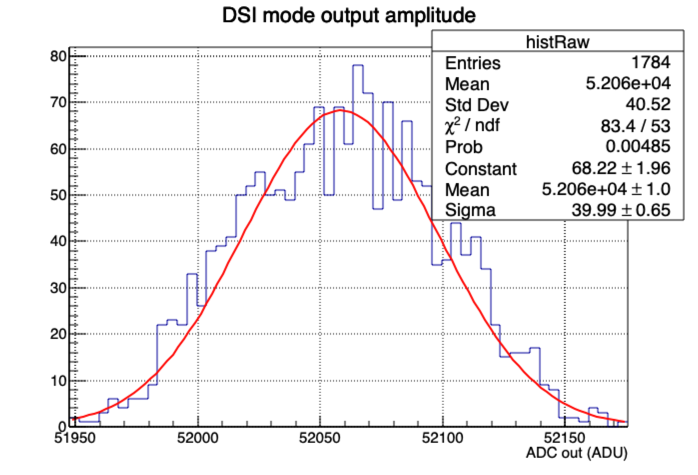 DSI mode output amplitude
histRaw
Entries 1784
Mean 5.206e+04
Std Dev 40.52
χ² / ndf 83.4 / 53
Prob 0.00485
Constant 68.22 ± 1.96
Mean 5.206e+04 ± 1.0
Sigma 39.99 ± 0.65
80
70
60
50
40
30
20
10
0
51950 52000 52050 52100 52150
ADC out (ADU)